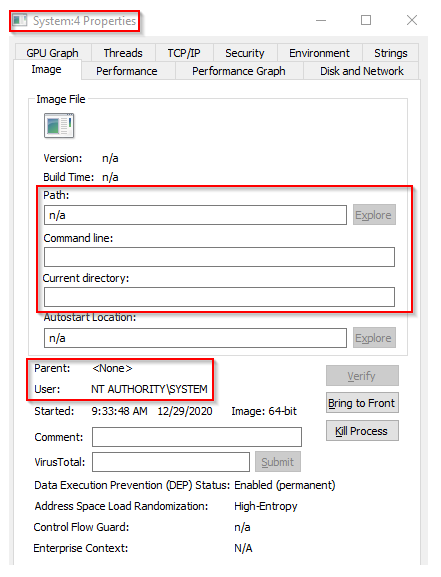 System:4 Properties
GPU Graph Threads TCP/IP Security Environment Strings
Image Performance Performance Graph Disk and Network
Image File
Version: n/a
Build Time: n/a
Path:
n/a Explore
Command line:
Current directory:
Autostart Location:
n/a Explore
Parent: <None>
User: NT AUTHORITY\SYSTEM
Verify
Started: 9:33:48 AM 12/29/2020 Image: 64-bit
Bring to Front
Comment:
Kill Process
VirusTotal: Submit
Data Execution Prevention (DEP) Status: Enabled (permanent)
Address Space Load Randomization: High-Entropy
Control Flow Guard: n/a
Enterprise Context: N/A